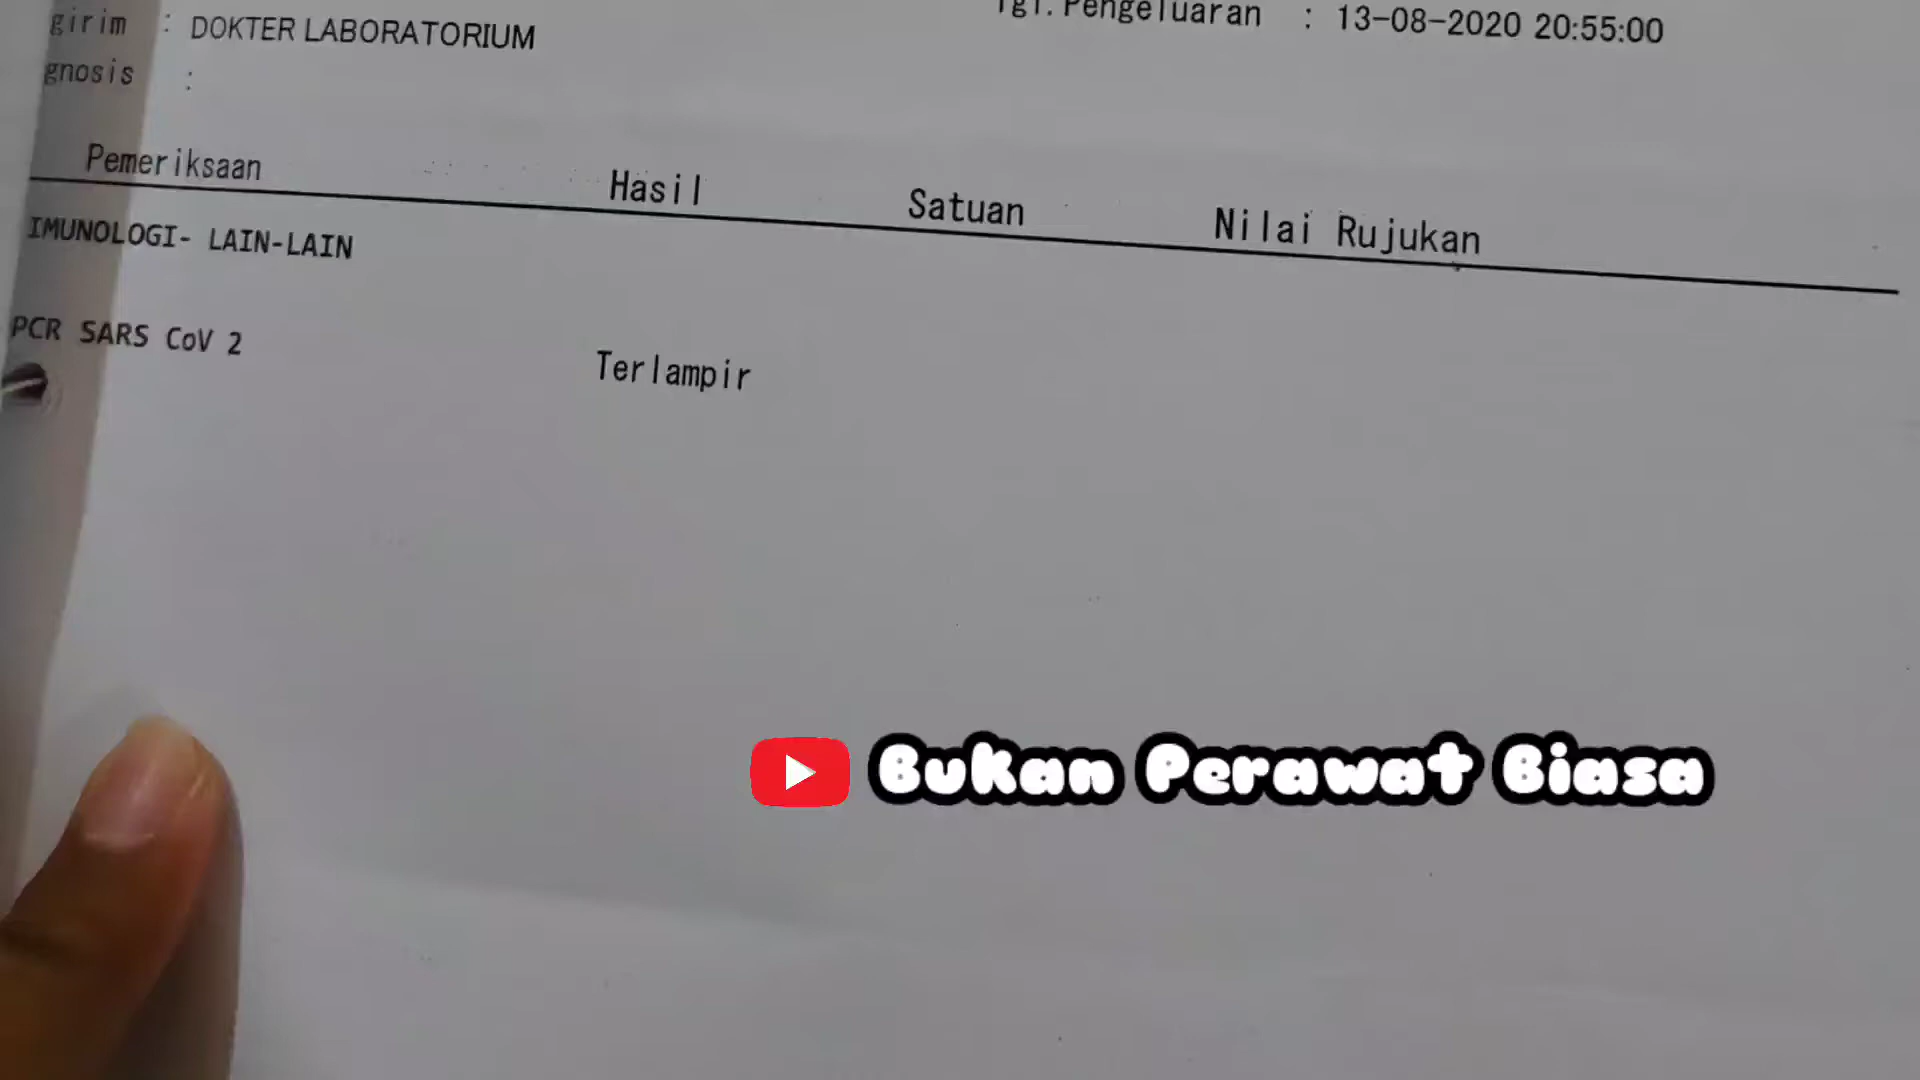 girim : DOKTER LABORATORIUM
Tgl. Pengeluaran : 13-08-2020 20:55:00
gnosis :
Pemeriksaan Hasil Satuan Nilai Rujukan
IMUNOLOGI- LAIN-LAIN
PCR SARS CoV 2 Terlampir
Bukan Perawat Biasa